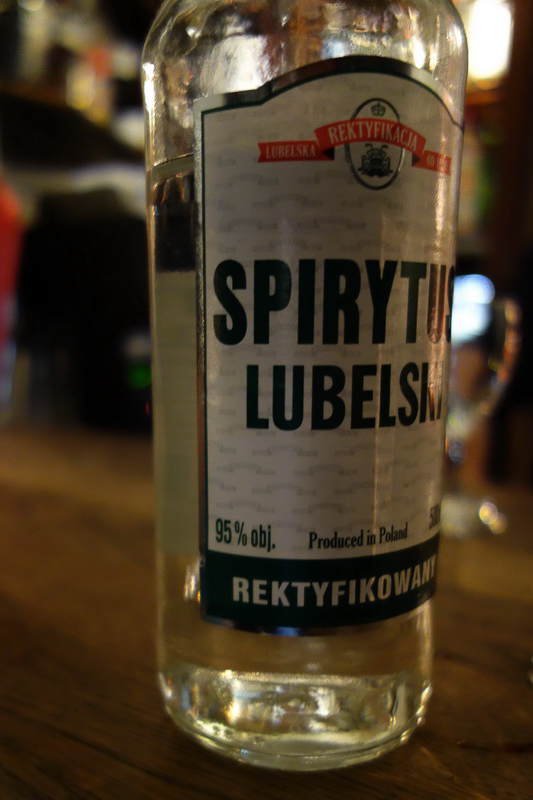 LUBELSKA REKTYFIKACJA
SPIRYTUS
LUBELSKI
95% obj. Produced in Poland
REKTYFIKOWANY